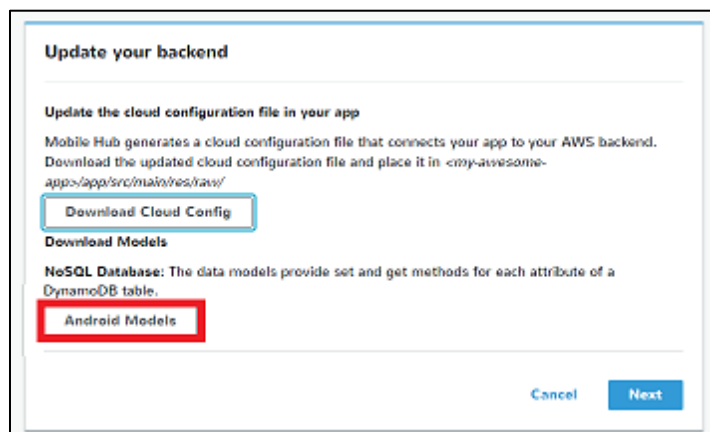 Update your backend
Update the cloud configuration file in your app
Mobile Hub generates a cloud configuration file that connects your app to your AWS backend.
Download the updated cloud configuration file and place it in <my-awesome-
app>/app/src/main/res/raw/
Download Cloud Config
Download Models
NoSQL Database: The data models provide set and get methods for each attribute of a
DynamoDB table.
Android Models
Cancel Next